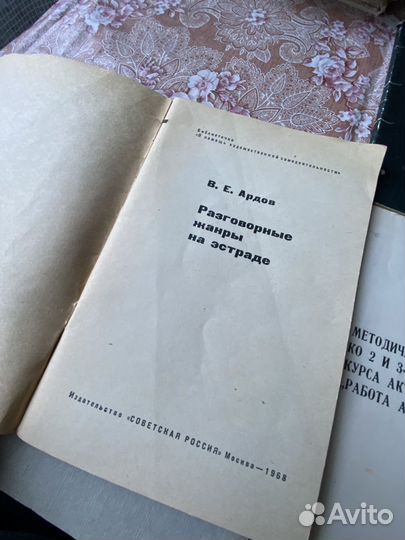 Библиотечка
«В помощь художественной самодеятельности»
В. Е. Ардов
Разговорные
жанры
на эстраде
Издательство «СОВЕТСКАЯ РОССИЯ» Москва—1968
МЕТОДИЧ
КО 2 И 3-
КУРСА АК
„РАБОТА А
Avito